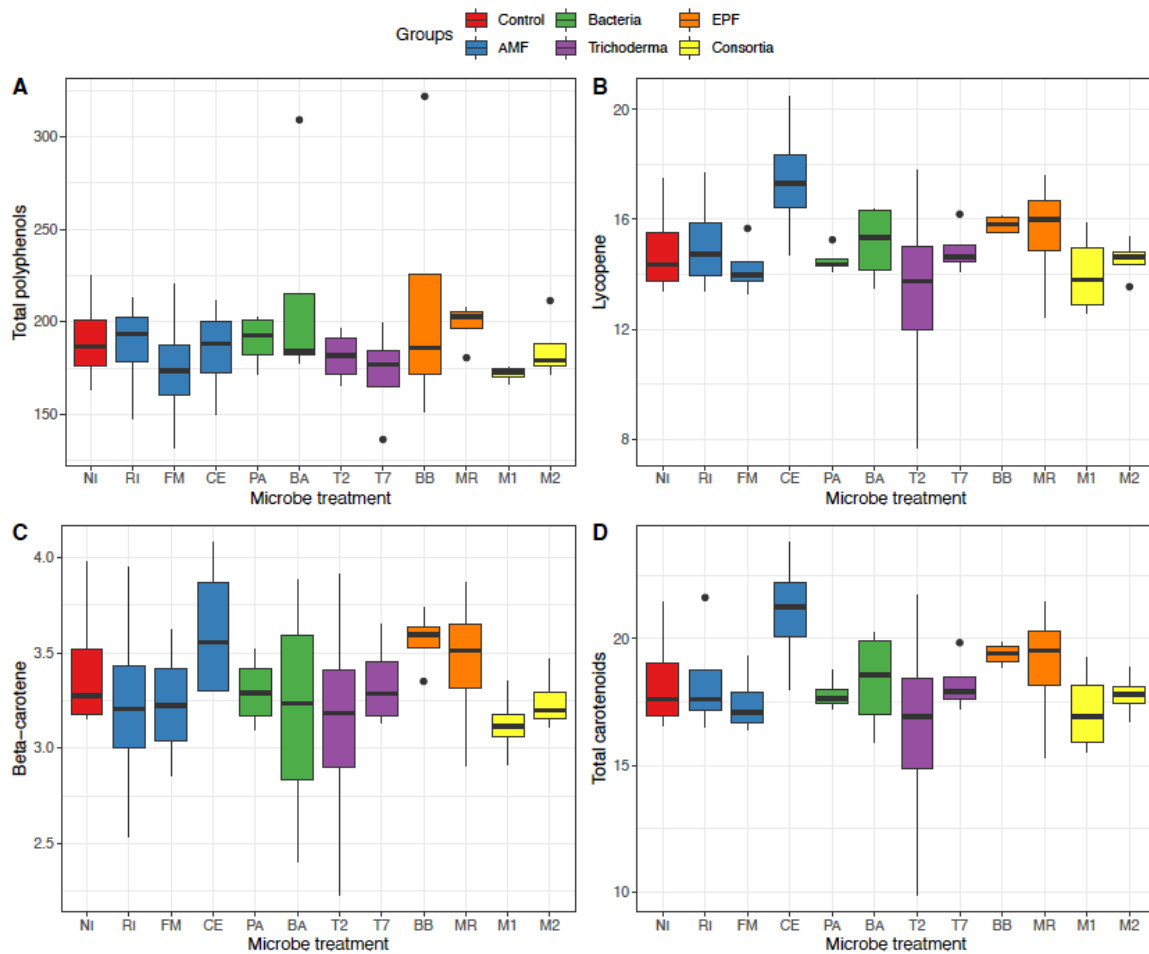 Groups
Control Bacteria EPF
AMF Trichoderma Consortia
A
Total polyphenols
300
250
200
150
NI RI FM CE PA BA T2 T7 BB MR M1 M2
Microbe treatment
B
Lycopene
20
16
12
8
NI RI FM CE PA BA T2 T7 BB MR M1 M2
Microbe treatment
C
Beta−carotene
4.0
3.5
3.0
2.5
NI RI FM CE PA BA T2 T7 BB MR M1 M2
Microbe treatment
D
Total carotenoids
20
15
10
NI RI FM CE PA BA T2 T7 BB MR M1 M2
Microbe treatment